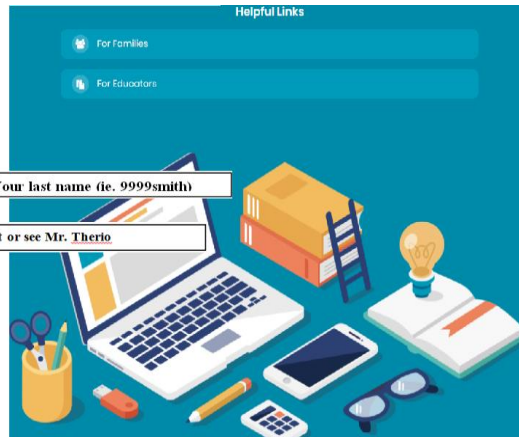 Helpful Links
For Families
For Educators
our last name (ie. 9999smith)
or see Mr. Therio